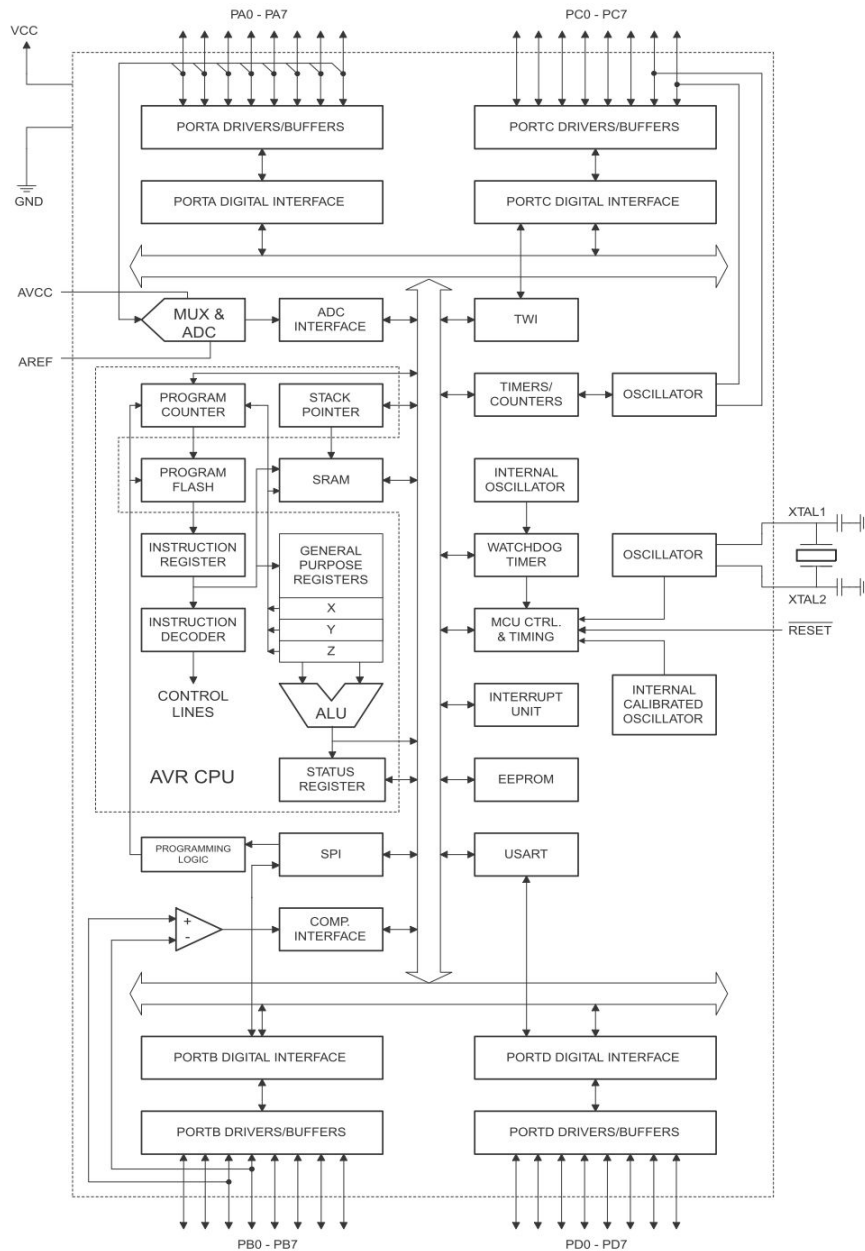 PA0 - PA7
PC0 - PC7
VCC
PORTA DRIVERS/BUFFERS
PORTC DRIVERS/BUFFERS
GND
PORTA DIGITAL INTERFACE
PORTC DIGITAL INTERFACE
AVCC
MUX &
ADC
ADC
INTERFACE
TWI
AREF
PROGRAM
COUNTER
STACK
POINTER
TIMERS/
COUNTERS
OSCILLATOR
PROGRAM
FLASH
SRAM
INTERNAL
OSCILLATOR
XTAL1
INSTRUCTION
REGISTER
GENERAL
PURPOSE
REGISTERS
WATCHDOG
TIMER
OSCILLATOR
XTAL2
X
INSTRUCTION
DECODER
Y
MCU CTRL.
& TIMING
RESET
Z
CONTROL
LINES
ALU
INTERRUPT
UNIT
INTERNAL
CALIBRATED
OSCILLATOR
AVR CPU
STATUS
REGISTER
EEPROM
PROGRAMMING
LOGIC
SPI
USART
+
-
COMP.
INTERFACE
PORTB DIGITAL INTERFACE
PORTD DIGITAL INTERFACE
PORTB DRIVERS/BUFFERS
PORTD DRIVERS/BUFFERS
PB0 - PB7
PD0 - PD7